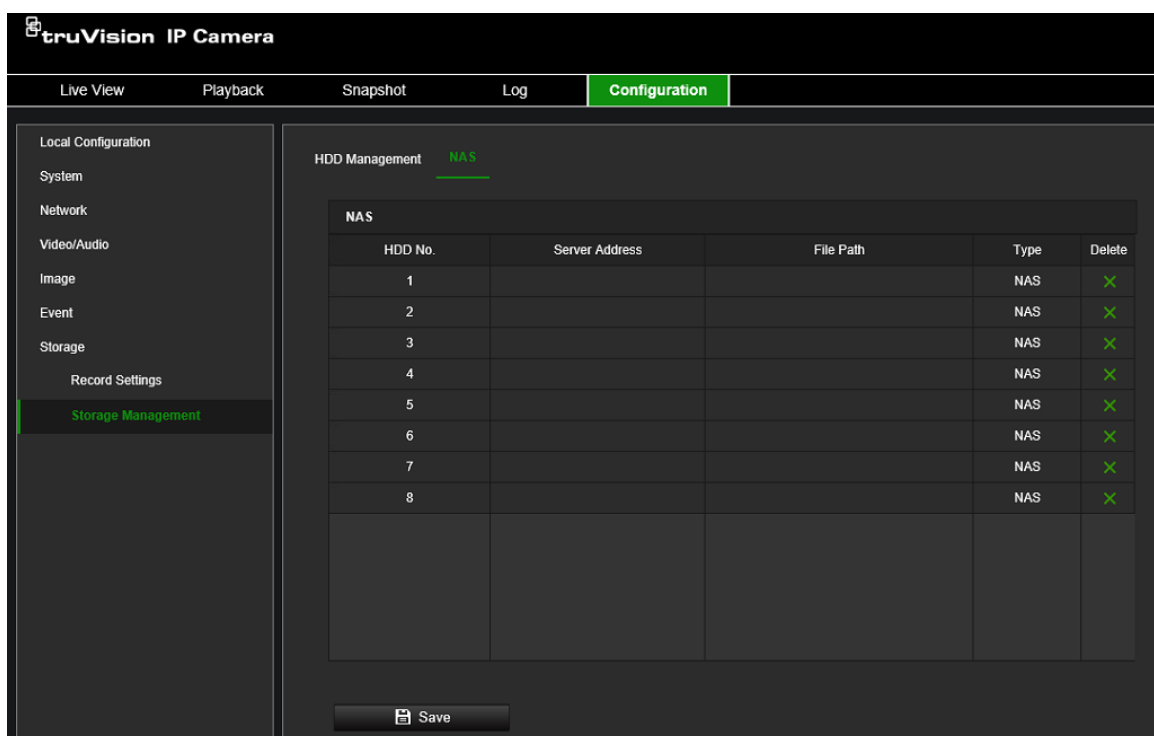 truVision IP Camera
Live View Playback Snapshot Log Configuration
Local Configuration
System
Network
Video/Audio
Image
Event
Storage
Record Settings
Storage Management
HDD Management NAS
NAS
HDD No. Server Address File Path Type Delete
1 NAS
2 NAS
3 NAS
4 NAS
5 NAS
6 NAS
7 NAS
8 NAS
Save